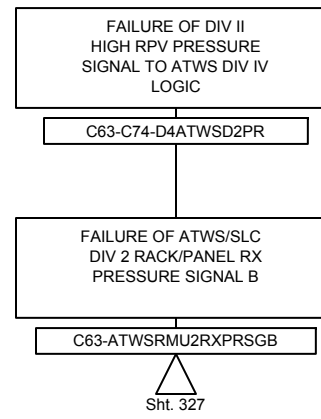 FAILURE OF DIV II
HIGH RPV PRESSURE
SIGNAL TO ATWS DIV IV
LOGIC
C63-C74-D4ATWSD2PR
FAILURE OF ATWS/SLC
DIV 2 RACK/PANEL RX
PRESSURE SIGNAL B
C63-ATWSRMU2RXPRSGB
Sht. 327